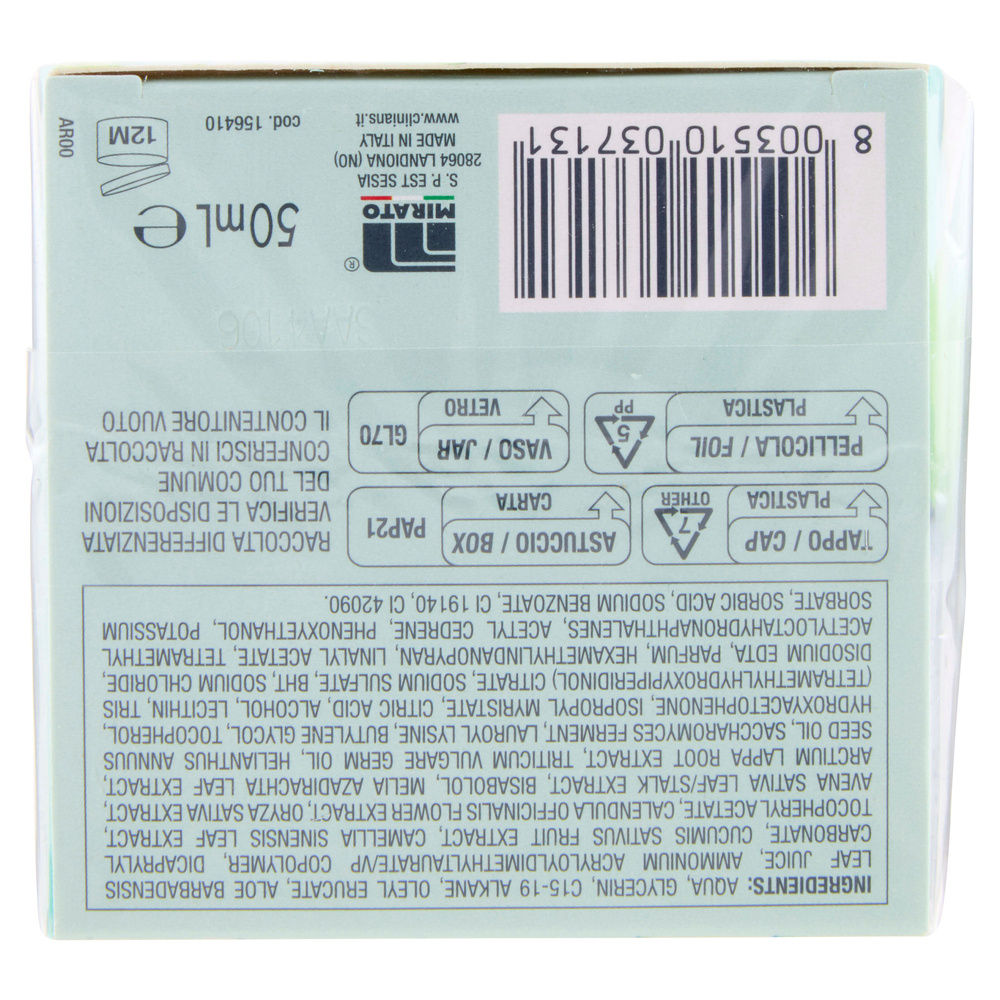 INGREDIENTS: AQUA, GLYCERIN, C15-19 ALKANE, OLEYL ERUCATE, ALOE BARBADENSIS
LEAF JUICE, AMMONIUM ACRYLOYLDIMETHYLTAURATE/VP COPOLYMER, DICAPRYLYL
CARBONATE, CUCUMIS SATIVUS FRUIT EXTRACT, CAMELLIA SINENSIS LEAF EXTRACT,
TOCOPHERYL ACETATE, CALENDULA OFFICINALIS FLOWER EXTRACT, ORYZA SATIVA EXTRACT,
AVENA SATIVA LEAF/STALK EXTRACT, BISABOLOL, MELIA AZADIRACHTA LEAF EXTRACT,
ARCTIUM LAPPA ROOT EXTRACT, TRITICUM VULGARE GERM OIL, HELIANTHUS ANNUUS
SEED OIL, SACCHAROMYCES FERMENT, LAUROYL LYSINE, BUTYLENE GLYCOL, TOCOPHEROL,
HYDROXYACETOPHENONE, ISOPROPYL MYRISTATE, CITRIC ACID, ALCOHOL, LECITHIN, TRIS
(TETRAMETHYLHYDROXYPIPERIDINOL) CITRATE, SODIUM SULFATE, BHT, SODIUM CHLORIDE,
DISODIUM EDTA, PARFUM, HEXAMETHYLINDANOPYRAN, LINALYL ACETATE, TETRAMETHYL
ACETYLOCTAHYDRONAPHTHALENES, ACETYL CEDRENE, PHENOXYETHANOL, POTASSIUM
SORBATE, SORBIC ACID, SODIUM BENZOATE, CI 19140, CI 42090.
TAPPO / CAP
PLASTICA
7
OTHER
ASTUCCIO / BOX
CARTA
PAP21
PELLICOLA / FOIL
PLASTICA
5
PP
VASO / JAR
VETRO
GL70
RACCOLTA DIFFERENZIATA
VERIFICA LE DISPOSIZIONI
DEL TUO COMUNE
CONFERISCI IN RACCOLTA
IL CONTENITORE VUOTO
3AA4106
8 003510 037131
®
MIRATO
S. P. EST SESIA
28064 LANDIONA (NO)
MADE IN ITALY
www.clinians.it
50mL e
cod. 156410
12M
AR00